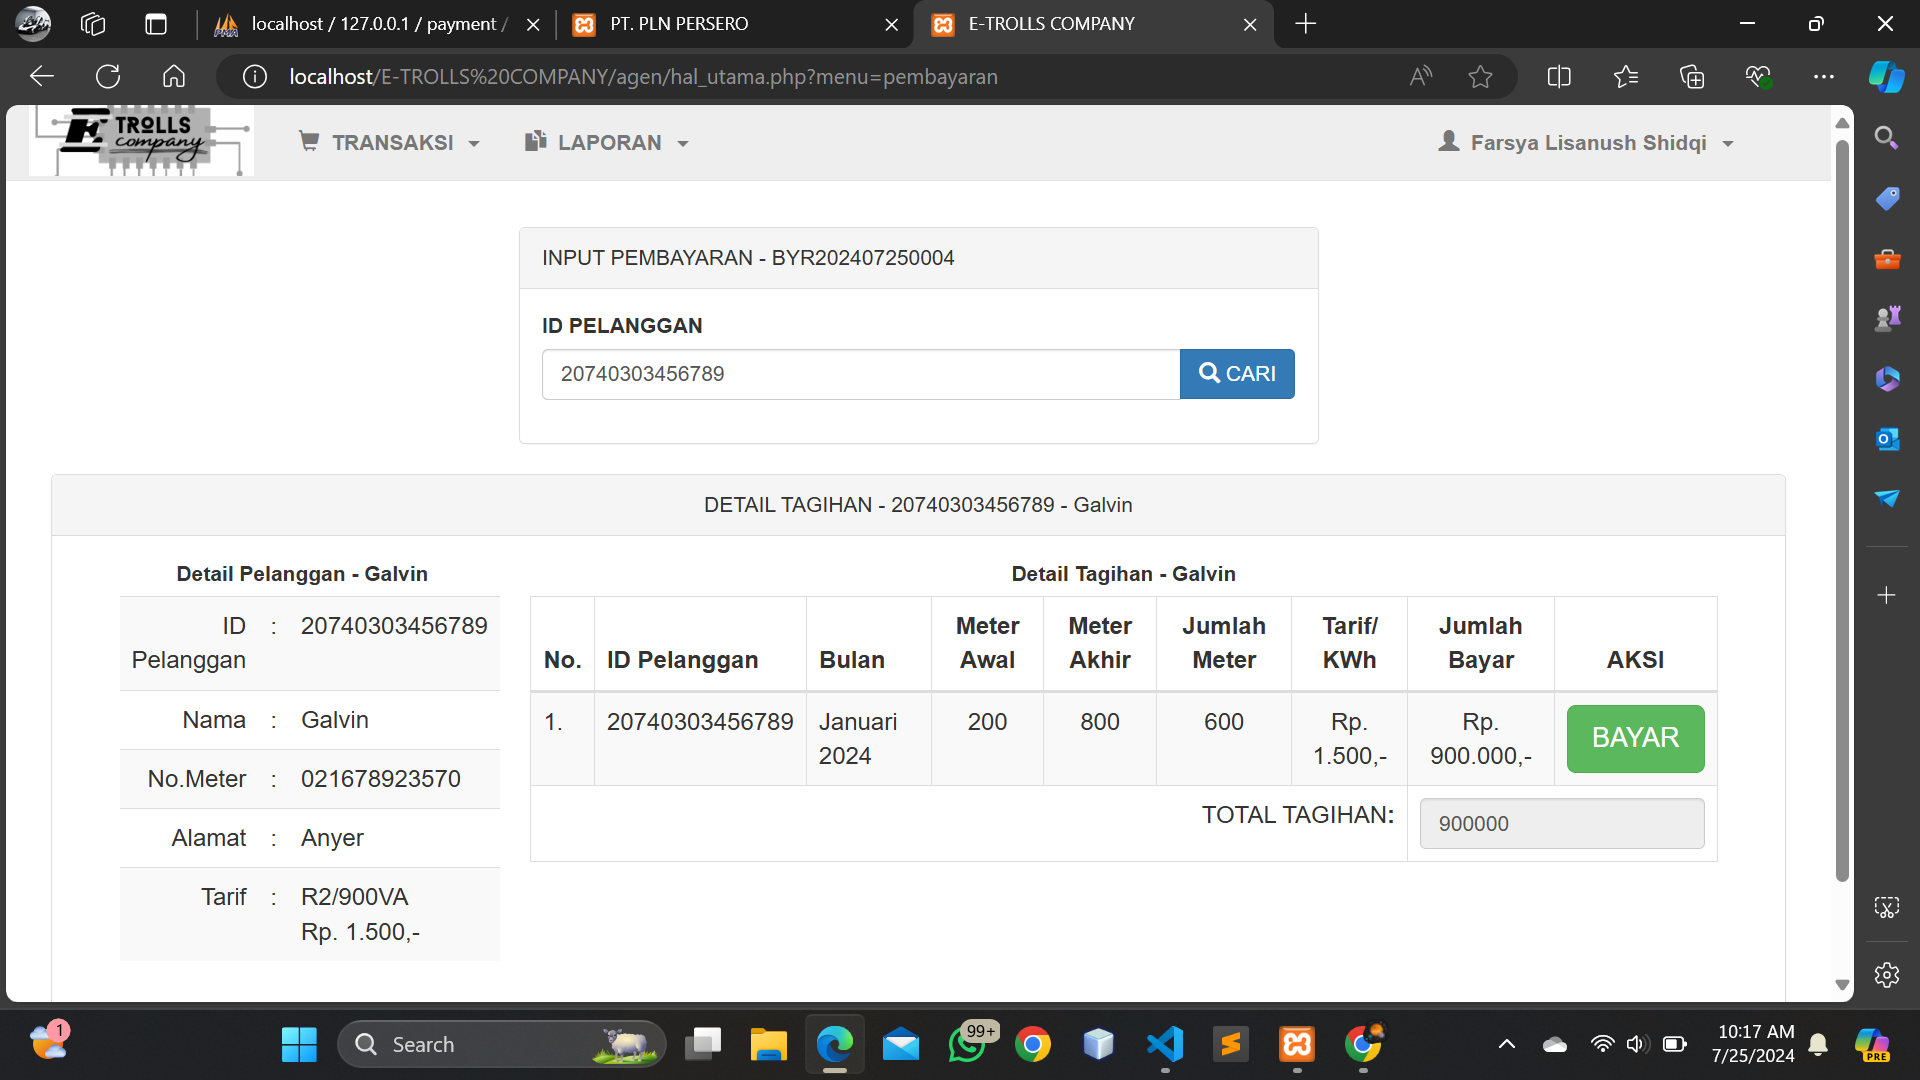 localhost / 127.0.0.1 / payment /
PT. PLN PERSERO
E-TROLLS COMPANY
localhost/E-TROLLS%20COMPANY/agen/hal_utama.php?menu=pembayaran
E TROLLS
company
TRANSAKSI
LAPORAN
Farsya Lisanush Shidqi
INPUT PEMBAYARAN - BYR202407250004
ID PELANGGAN
20740303456789
CARI
DETAIL TAGIHAN - 20740303456789 - Galvin
Detail Pelanggan - Galvin
ID Pelanggan : 20740303456789
Nama : Galvin
No.Meter : 021678923570
Alamat : Anyer
Tarif : R2/900VA
Rp. 1.500,-
Detail Tagihan - Galvin
No. ID Pelanggan Bulan Meter Awal Meter Akhir Jumlah Meter Tarif/ KWh Jumlah Bayar AKSI
1. 20740303456789 Januari 2024 200 800 600 Rp. 1.500,- Rp. 900.000,- BAYAR
TOTAL TAGIHAN: 900000
1
Search
99+
10:17 AM
7/25/2024
PRE